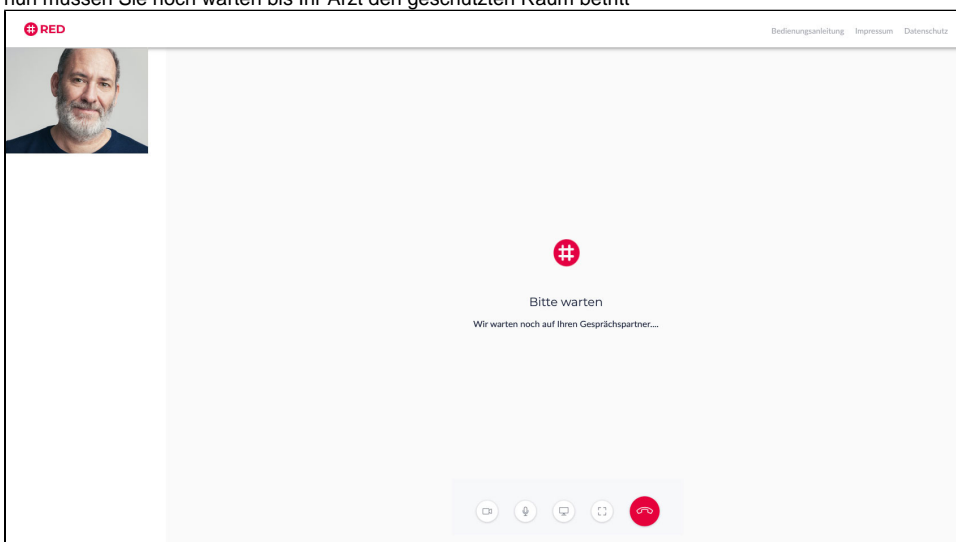 nun müssen Sie noch warten bis Ihr Arzt den geschützten Raum betritt
RED
Bedienungsanleitung Impressum Datenschutz
Bitte warten
Wir warten noch auf Ihren Gesprächspartner....